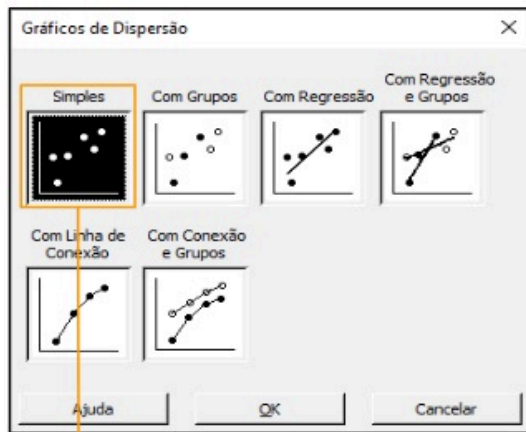 Gráficos de Dispersão
Simples
Com Grupos
Com Regressão
Com Regressão
e Grupos
Com Linha de
Conexão
Com Conexão
e Grupos
Ajuda
OK
Cancelar